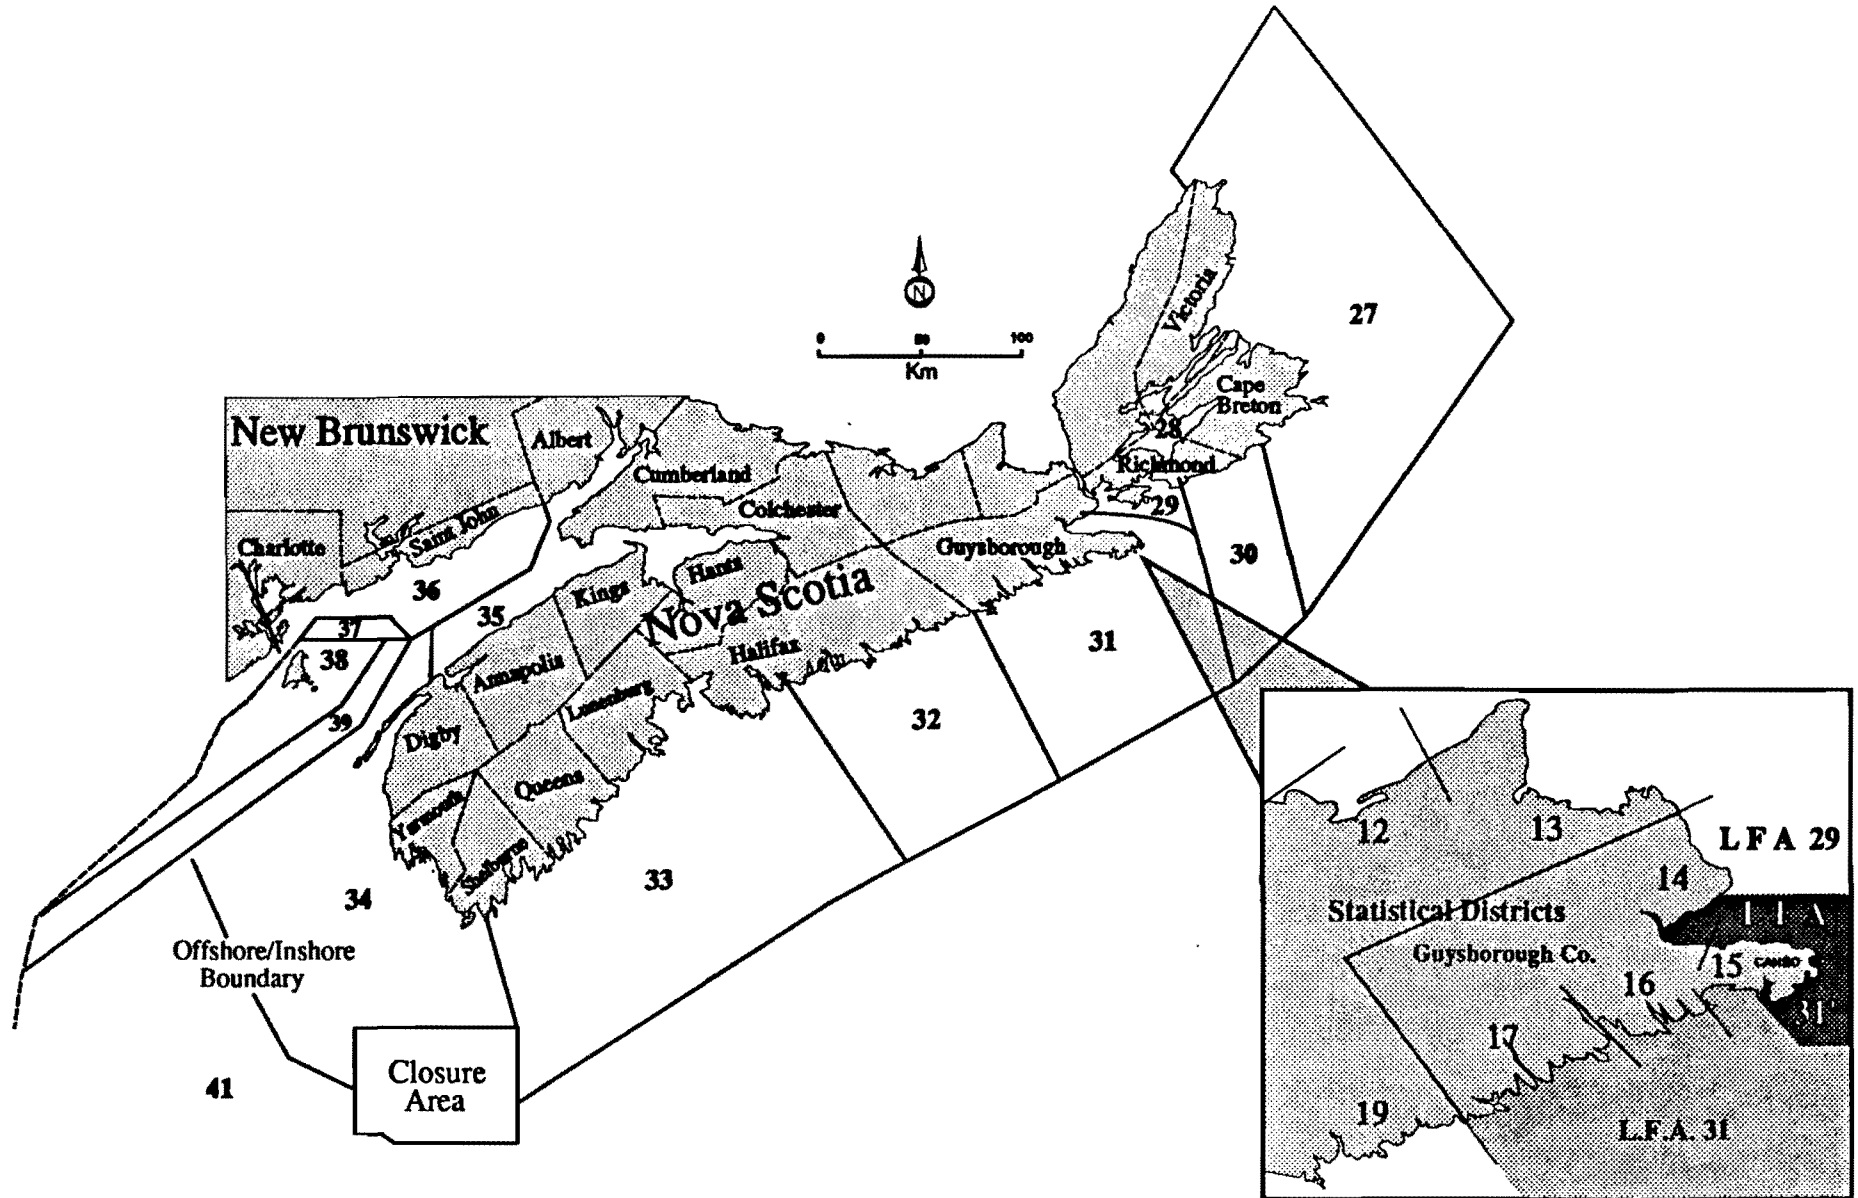 27
N
Victoria
0 50 100
Km
Cape
Breton
New Brunswick
Albert
28
Richmond
Cumberland
Colchester
29
Saint John
Charlotte
Guysborough
30
Hants
36
Kings
Nova Scotia
35
37
38
31
Halifax
Annapolis
Lunenburg
39
32
Digby
Queens
Yarmouth
12
13
LFA 29
Shelburne
33
14
34
Statistical Districts
Offshore/Inshore
Boundary
Guysborough Co.
15
CANSO
16
31
17
Closure
Area
41
19
L.F.A. 31